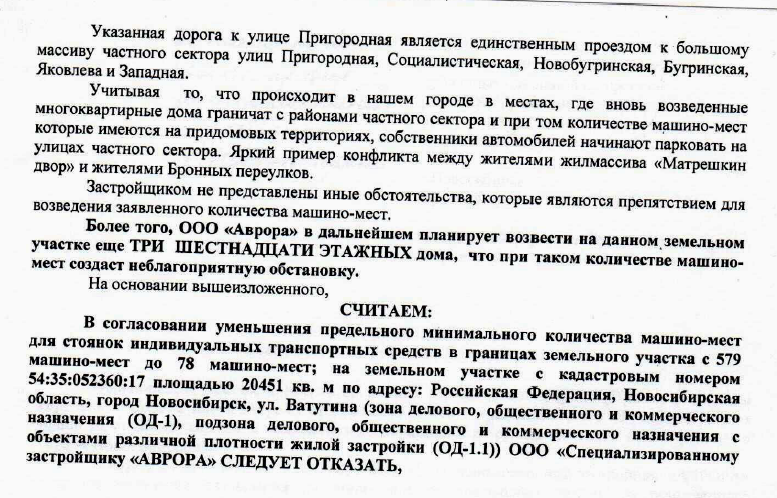 Указанная дорога к улице Пригородная является единственным проездом к большому
массиву частного сектора улиц Пригородная, Социалистическая, Новобугринская, Бугринская,
Яковлева и Западная.
Учитывая то, что происходит в нашем городе в местах, где вновь возведенные
многоквартирные дома граничат с районами частного сектора и при том количестве машино-мест
которые имеются на придомовых территориях, собственники автомобилей начинают парковать на
улицах частного сектора. Яркий пример конфликта между жителями жилмассива «Матрешкин
двор» и жителями Бронных переулков.
Застройщиком не представлены иные обстоятельства, которые являются препятствием для
возведения заявленного количества машино-мест.
Более того, ООО «Аврора» в дальнейшем планирует возвести на данном земельном
участке еще ТРИ ШЕСТНАДЦАТИ ЭТАЖНЫХ дома, что при таком количестве машино-
мест создаст неблагоприятную обстановку.
На основании вышеизложенного,
СЧИТАЕМ:
В согласовании уменьшения предельного минимального количества машино-мест
для стоянок индивидуальных транспортных средств в границах земельного участка с 579
машино-мест до 78 машино-мест; на земельном участке с кадастровым номером
54:35:052360:17 площадью 20451 кв. м по адресу: Российская Федерация, Новосибирская
область, город Новосибирск, ул. Ватутина (зона делового, общественного и коммерческого
назначения (ОД-1), подзона делового, общественного и коммерческого назначения с
объектами различной плотности жилой застройки (ОД-1.1)) ООО «Специализированному
застройщику «АВРОРА» СЛЕДУЕТ ОТКАЗАТЬ,